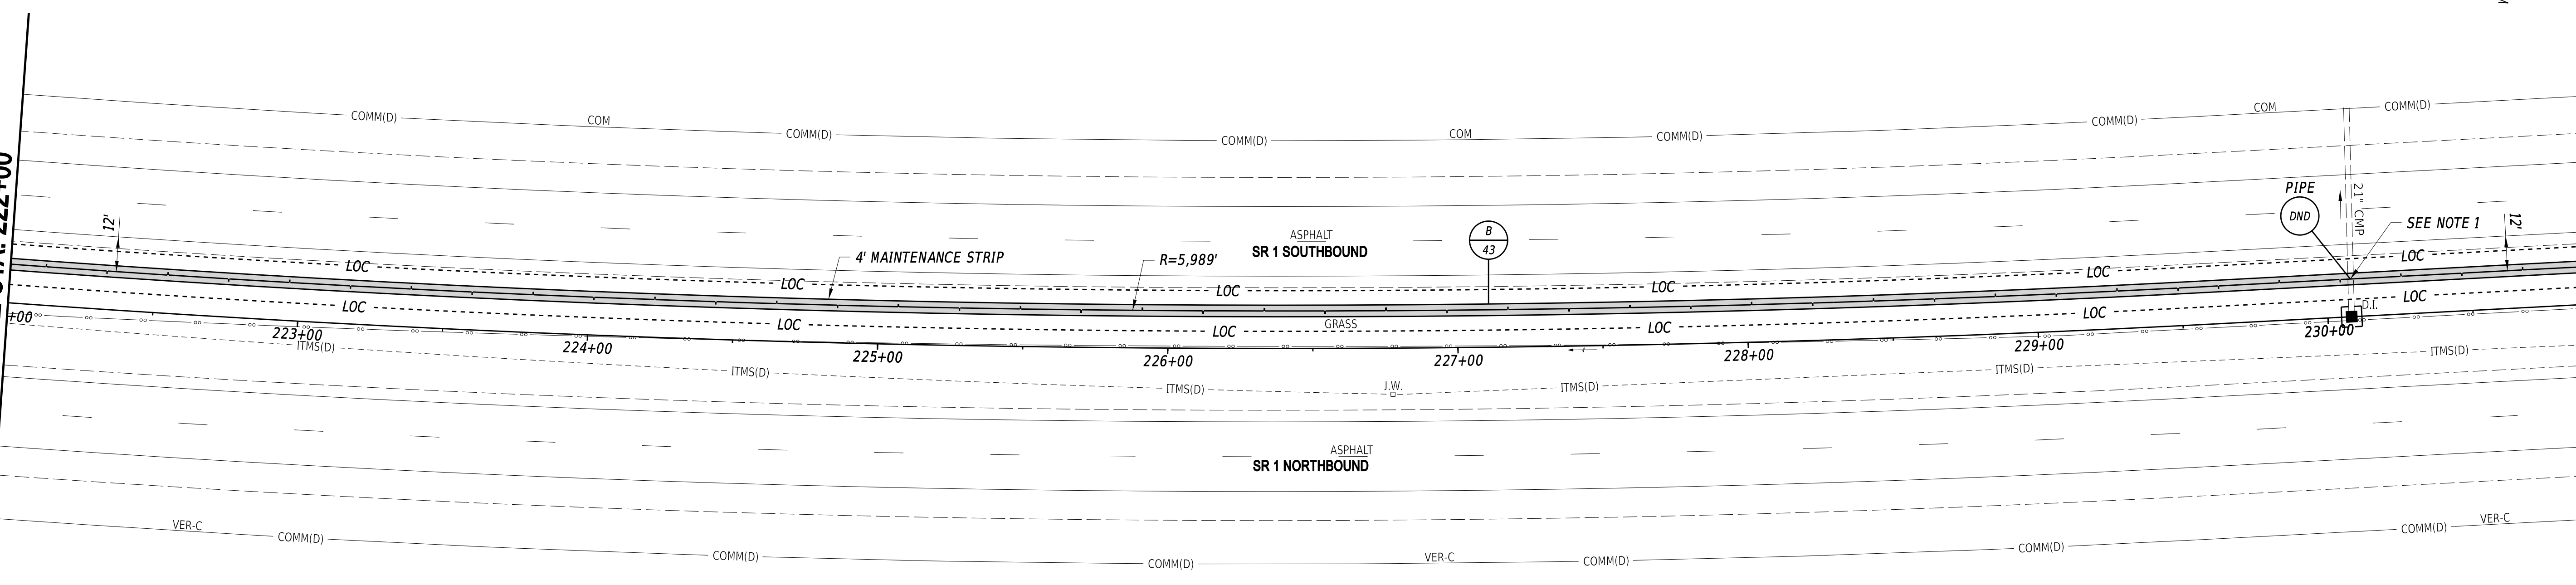 COMM(D)
COM
COMM(D)
COMM(D)
COM
COMM(D)
COMM(D)
COM
COMM(D)
12'
LOC
LOC
4' MAINTENANCE STRIP
R=5,989'
LOC
ASPHALT
SR 1 SOUTHBOUND
B
43
LOC
LOC
PIPE
DND
21" CMP
SEE NOTE 1
12'
LOC
LOC
LOC
LOC
GRASS
LOC
LOC
LOC
D.I.
+00
223+00
224+00
225+00
226+00
227+00
228+00
229+00
230+00
ITMS(D)
ITMS(D)
ITMS(D)
J.W.
ITMS(D)
ITMS(D)
ITMS(D)
ASPHALT
SR 1 NORTHBOUND
VER-C
COMM(D)
COMM(D)
COMM(D)
VER-C
COMM(D)
COMM(D)
COMM(D)
VER-C